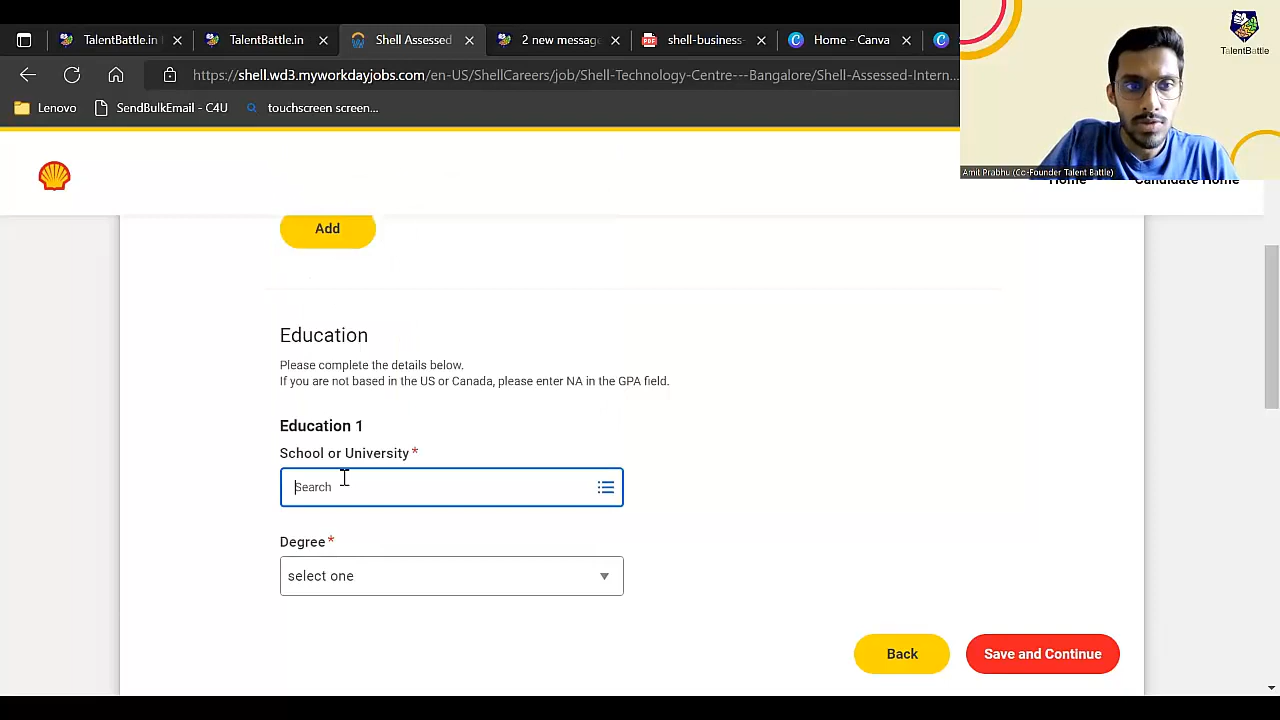 TalentBattle.in
TalentBattle.in
Shell Assessed
2 new message
shell-business-
Home - Canva
https://shell.wd3.myworkdayjobs.com/en-US/ShellCareers/job/Shell-Technology-Centre---Bangalore/Shell-Assessed-Intern...
Lenovo
SendBulkEmail - C4U
touchscreen screen...
TalentBattle
Amit Prabhu (Co-Founder Talent Battle)
Home
Candidate Home
Add
Education
Please complete the details below.
If you are not based in the US or Canada, please enter NA in the GPA field.
Education 1
School or University*
Search
Degree*
select one
Back
Save and Continue